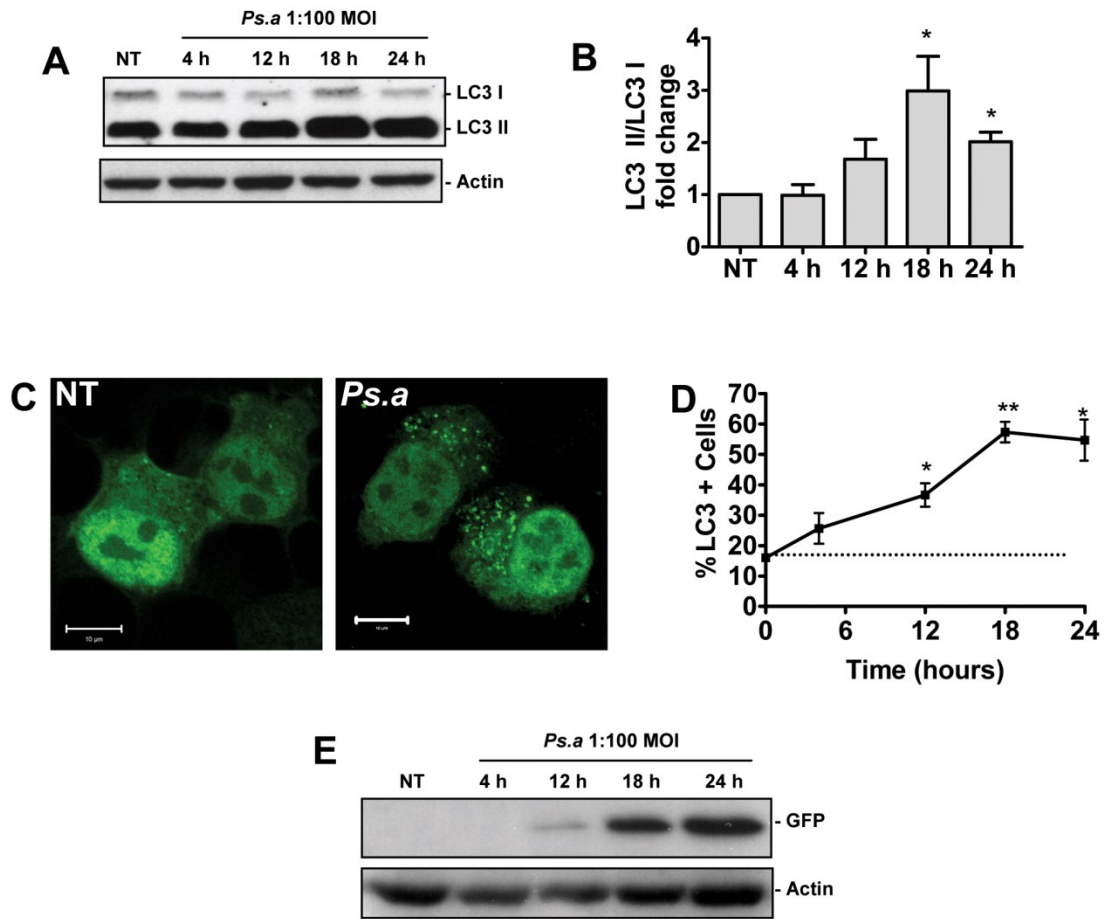 A
Ps.a 1:100 MOI
NT 4 h 12 h 18 h 24 h
- LC3 I
- LC3 II
- Actin
B
LC3 II/LC3 I
fold change
4
3
2
1
0
* *
NT 4 h 12 h 18 h 24 h
C
NT
10 µm
Ps.a
10 µm
D
% LC3 + Cells
70
60
50
40
30
20
10
0
* ** *
0 6 12 18 24
Time (hours)
E
Ps.a 1:100 MOI
NT 4 h 12 h 18 h 24 h
- GFP
- Actin